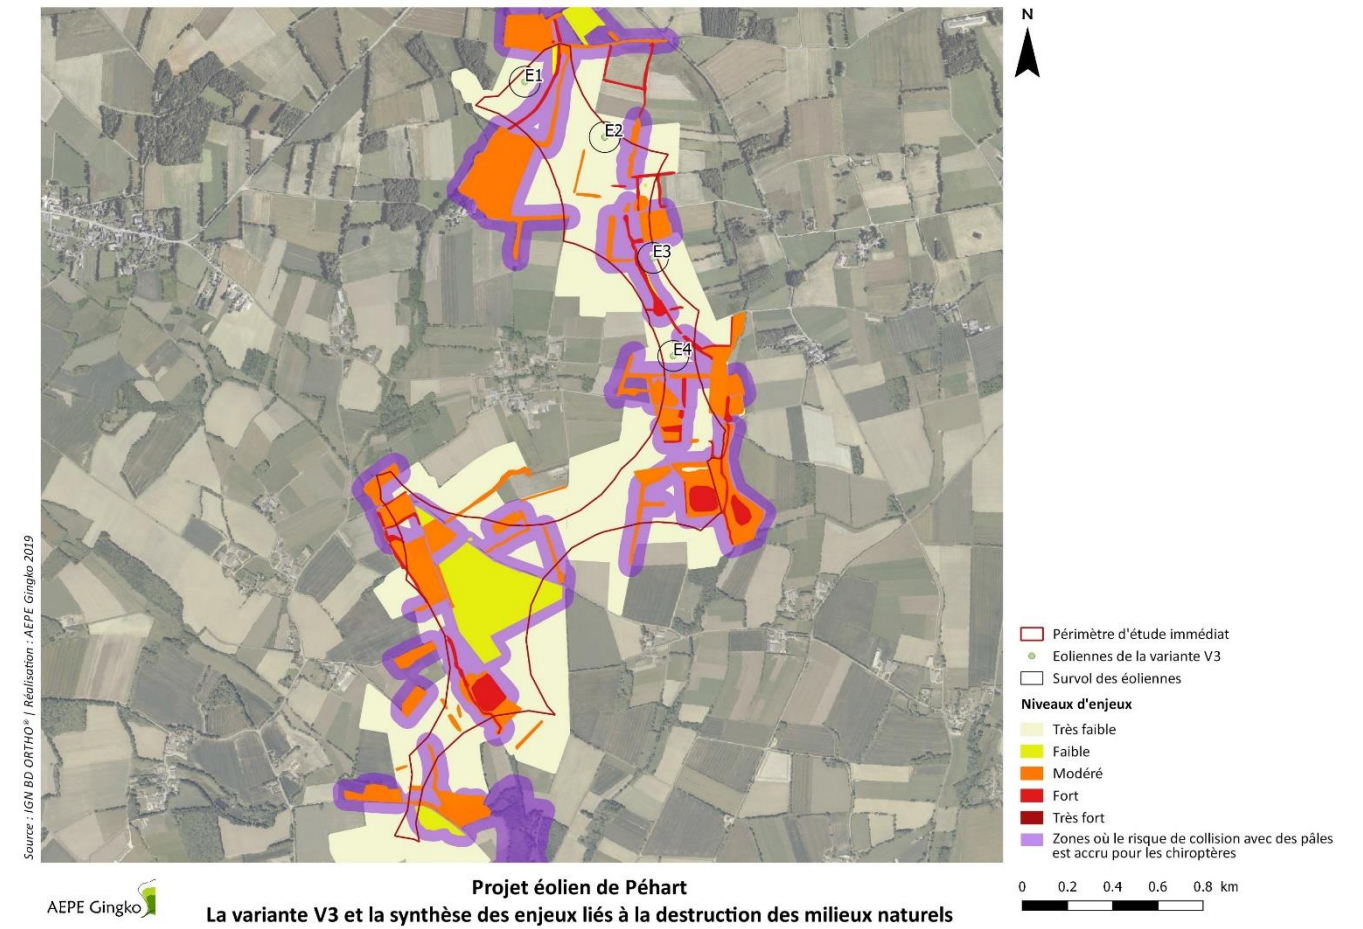 N
E1
E2
E3
E4
Source : IGN BD ORTHO® | Réalisation : AEPE Gingko 2019
Périmètre d'étude immédiat
Eoliennes de la variante V3
Survol des éoliennes
Niveaux d'enjeux
Très faible
Faible
Modéré
Fort
Très fort
Zones où le risque de collision avec des pâles
est accru pour les chiroptères
0 0.2 0.4 0.6 0.8 km
AEPE Gingko
Projet éolien de Péhart
La variante V3 et la synthèse des enjeux liés à la destruction des milieux naturels